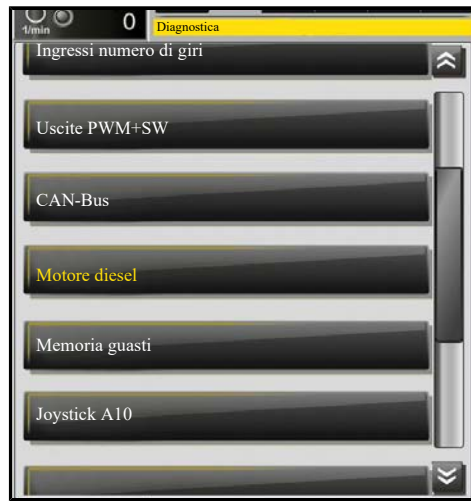 1/min
0
Diagnostica
Ingressi numero di giri
Uscite PWM+SW
CAN-Bus
Motore diesel
Memoria guasti
Joystick A10